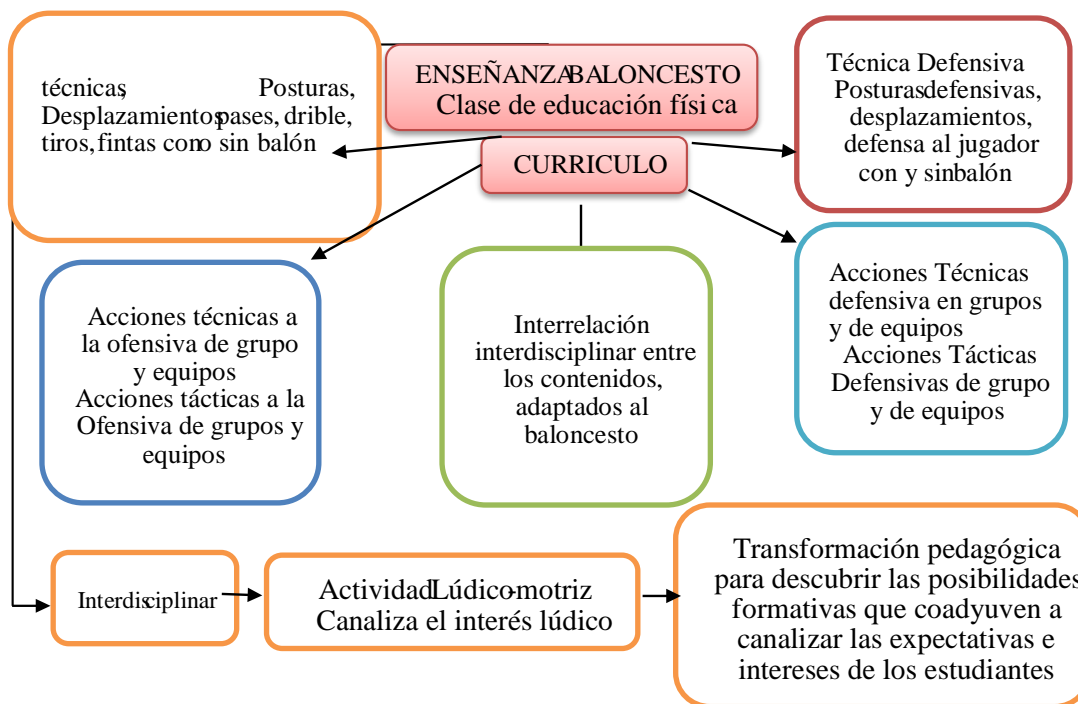 técnicas, Posturas,
Desplazamientos, pases, drible,
tiros, fintas con o sin balón
ENSEÑANZA BALONCESTO
Clase de educación física
CURRICULO
Técnica Defensiva
Posturas defensivas,
desplazamientos,
defensa al jugador
con y sin balón
Acciones técnicas a
la ofensiva de grupo
y equipos
Acciones tácticas a la
Ofensiva de grupos y
equipos
Interrelación
interdisciplinar entre
los contenidos,
adaptados al
baloncesto
Acciones Técnicas
defensiva en grupos
y de equipos
Acciones Tácticas
Defensivas de grupo
y de equipos
Interdisciplinar
Actividad Lúdico-motriz
Canaliza el interés lúdico
Transformación pedagógica
para descubrir las posibilidades
formativas que coadyuven a
canalizar las expectativas e
intereses de los estudiantes